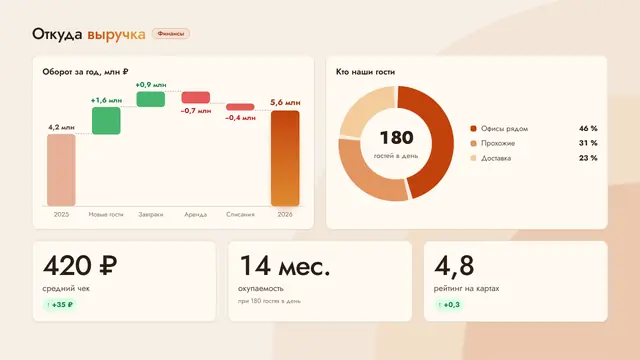 Откуда выручка Финансы
Оборот за год, млн ₽
4,2 млн
+1,6 млн
+0,9 млн
−0,7 млн
−0,4 млн
5,6 млн
2025 Новые гости Завтраки Аренда Списания 2026
Кто наши гости
180
гостей в день
Офисы рядом 46 %
Прохожие 31 %
Доставка 23 %
420 ₽
средний чек
↑ +35 ₽
14 мес.
окупаемость
при 180 гостях в день
4,8
рейтинг на картах
↑ +0,3